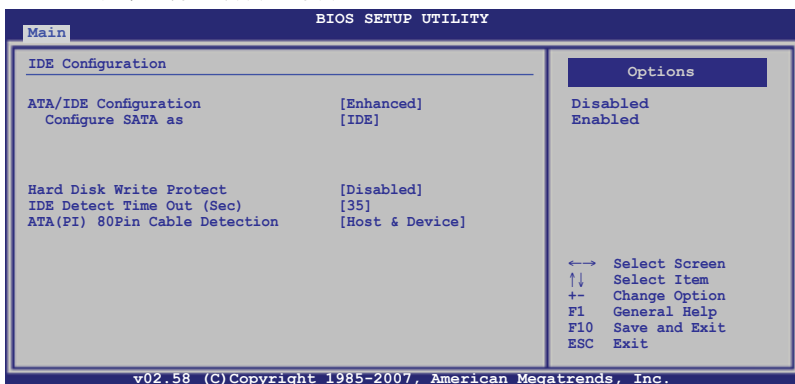 BIOS SETUP UTILITY
Main
IDE Configuration
ATA/IDE Configuration [Enhanced]
Configure SATA as [IDE]
Hard Disk Write Protect [Disabled]
IDE Detect Time Out (Sec) [35]
ATA(PI) 80Pin Cable Detection [Host & Device]
Options
Disabled
Enabled
←→ Select Screen
↑↓ Select Item
+- Change Option
F1 General Help
F10 Save and Exit
ESC Exit
v02.58 (C)Copyright 1985-2007, American Megatrends, Inc.